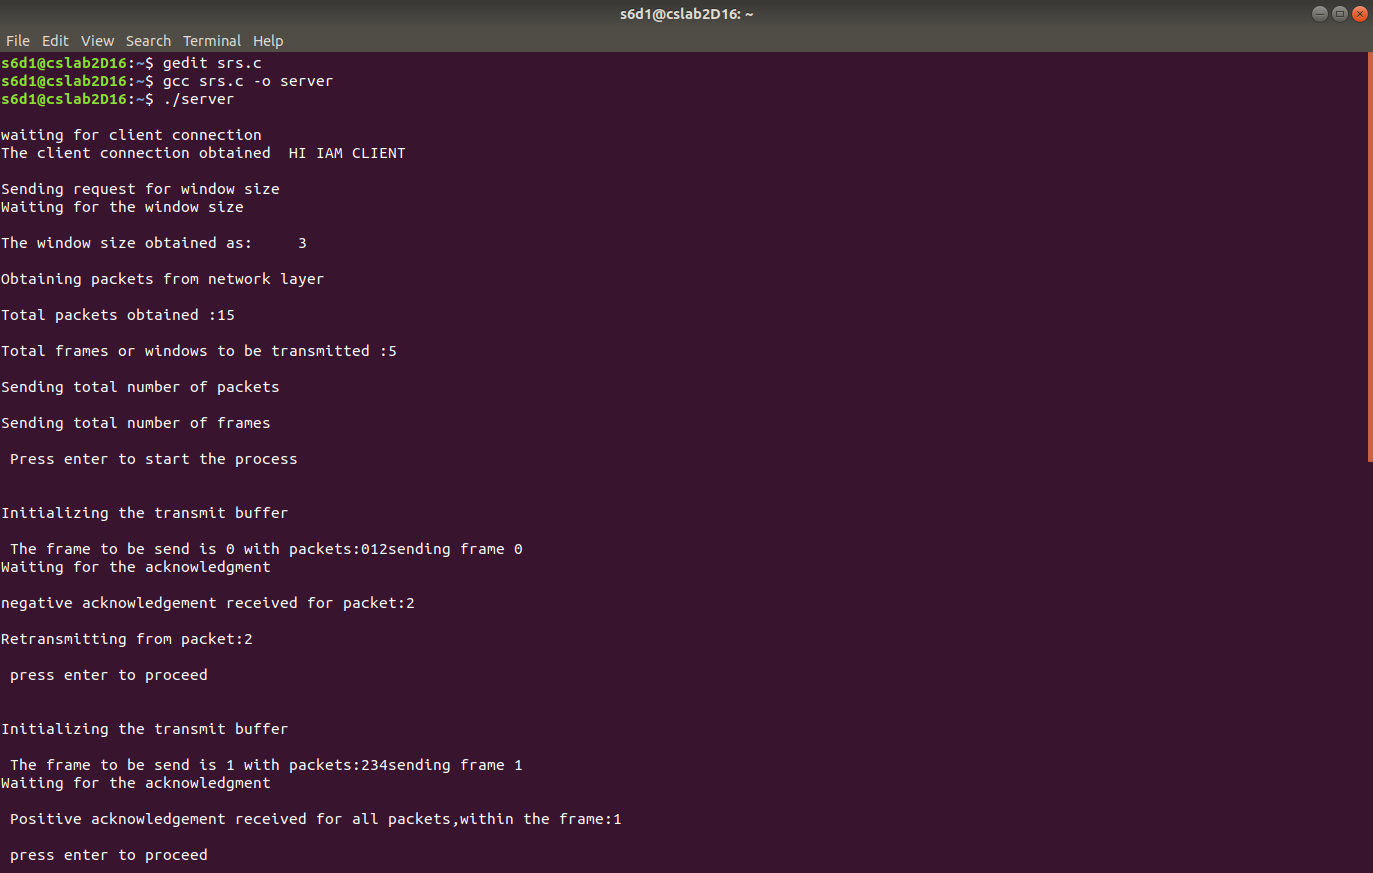 s6d1@cslab2D16: ~
File Edit View Search Terminal Help
s6d1@cslab2D16:~$ gedit srs.c
s6d1@cslab2D16:~$ gcc srs.c -o server
s6d1@cslab2D16:~$ ./server
waiting for client connection
The client connection obtained  HI IAM CLIENT
Sending request for window size
Waiting for the window size
The window size obtained as:     3
Obtaining packets from network layer
Total packets obtained :15
Total frames or windows to be transmitted :5
Sending total number of packets
Sending total number of frames
Press enter to start the process
Initializing the transmit buffer
The frame to be send is 0 with packets:012sending frame 0
Waiting for the acknowledgment
negative acknowledgement received for packet:2
Retransmitting from packet:2
press enter to proceed
Initializing the transmit buffer
The frame to be send is 1 with packets:234sending frame 1
Waiting for the acknowledgment
Positive acknowledgement received for all packets,within the frame:1
press enter to proceed